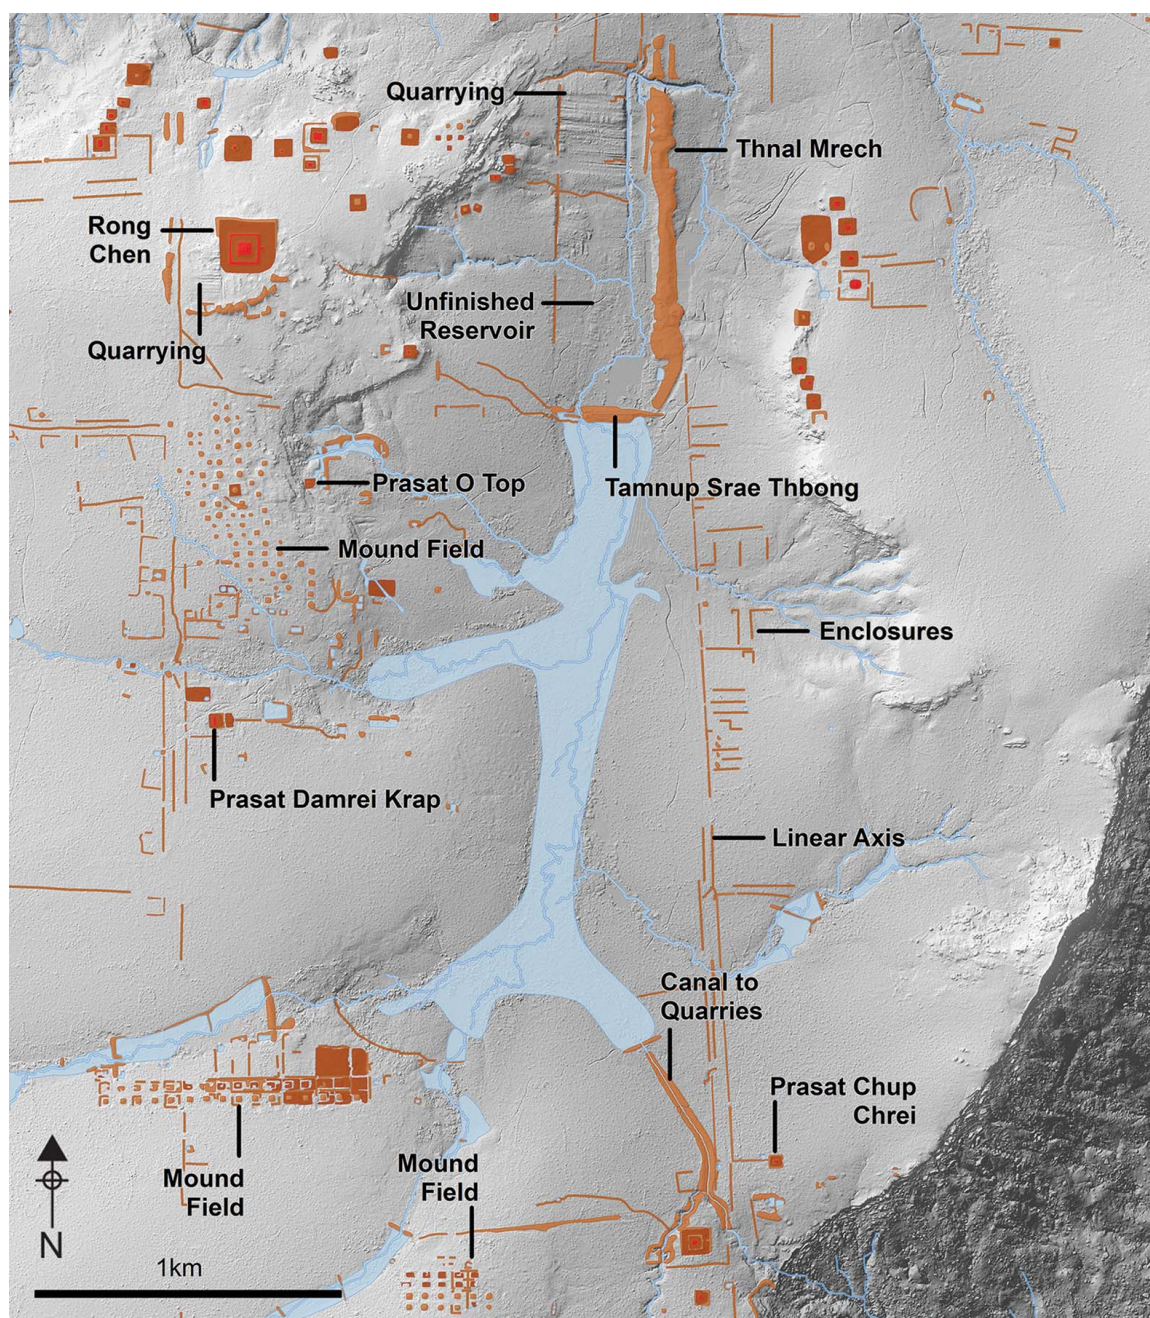 Quarrying
Thnal Mrech
Rong
Chen
Unfinished
Reservoir
Quarrying
Prasat O Top
Tamnup Srae Thbong
Mound Field
Enclosures
Prasat Damrei Krap
Linear Axis
Canal to
Quarries
Prasat Chup
Chrei
Mound
Field
Mound
Field
N
1km